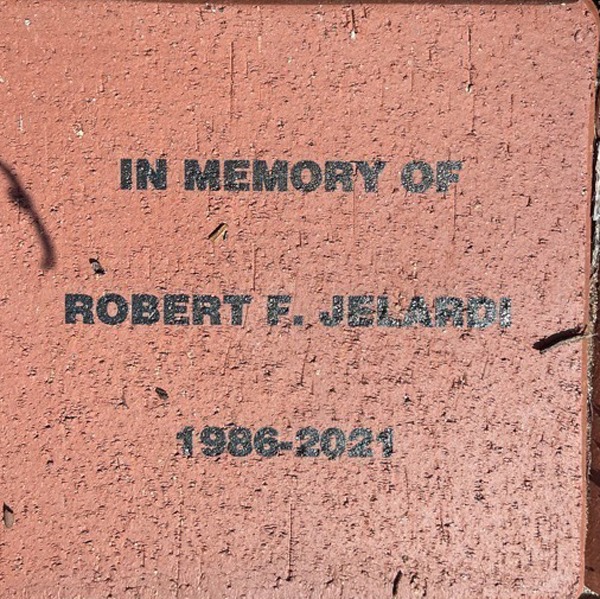 IN MEMORY OF
ROBERT F. JELARDI
1986-2021